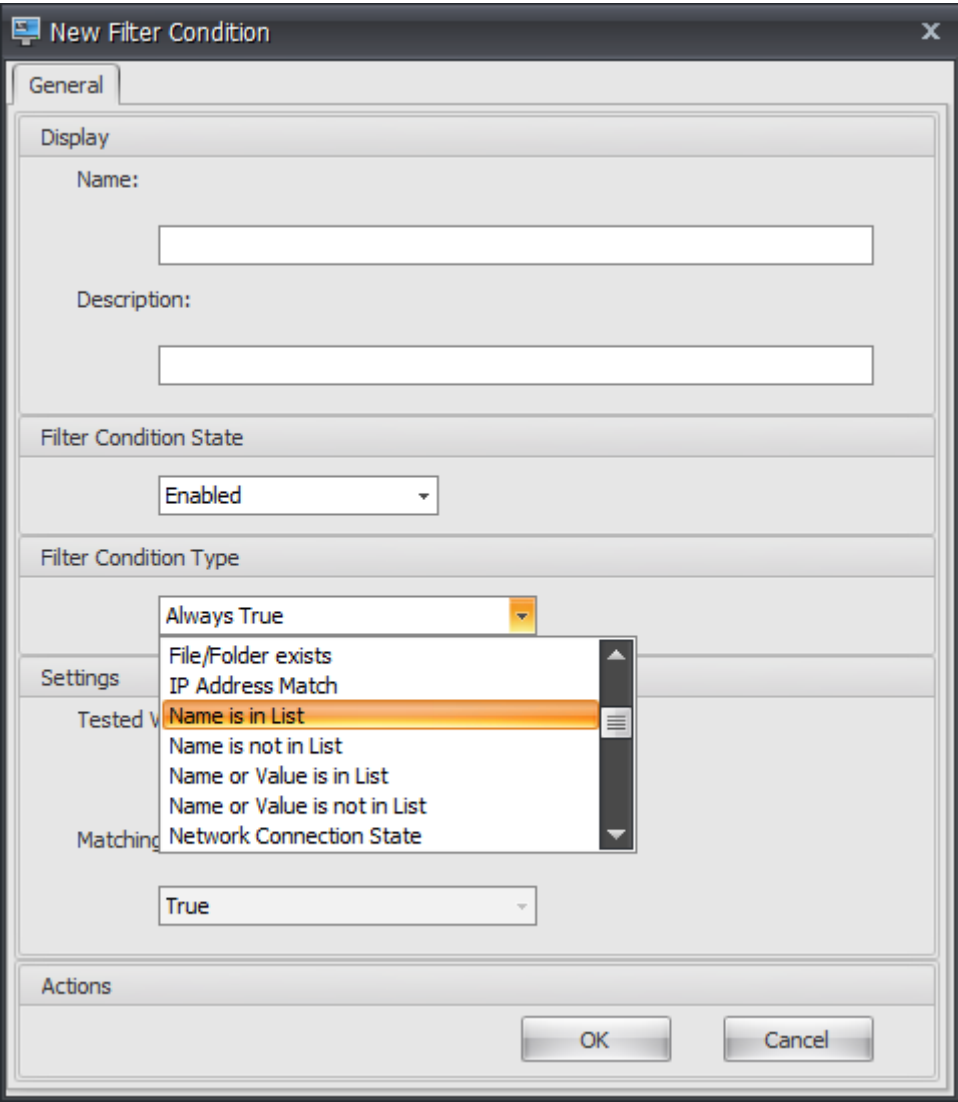 New Filter Condition
General
Display
Name:
Description:
Filter Condition State
Enabled
Filter Condition Type
Always True
File/Folder exists
Settings
IP Address Match
Tested
Name is in List
Name is not in List
Name or Value is in List
Name or Value is not in List
Matching
Network Connection State
True
Actions
OK Cancel